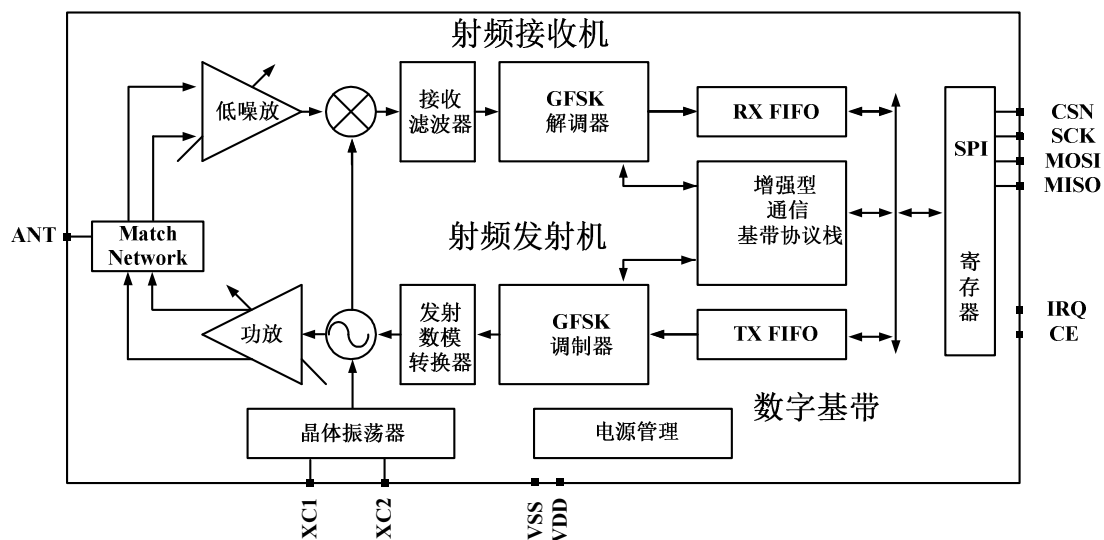 射频接收机
低噪放
接收
滤波器
GFSK
解调器
RX FIFO
SPI
CSN
SCK
MOSI
MISO
增强型
通信
基带协议栈
ANT
Match
Network
射频发射机
寄存器
功放
发射
数模
转换器
GFSK
调制器
TX FIFO
IRQ
CE
数字基带
晶体振荡器
电源管理
XC1
XC2
VSS
VDD